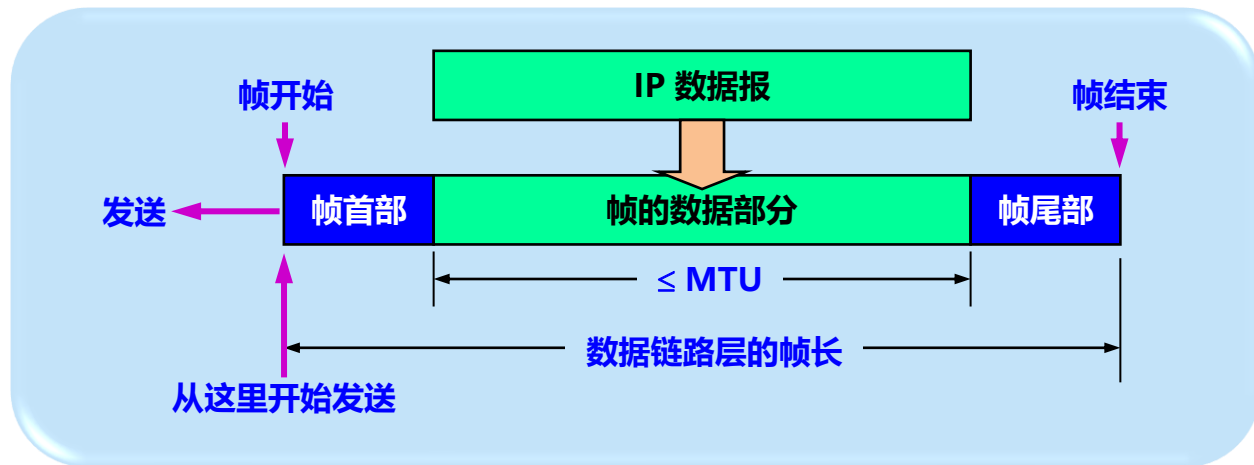 IP 数据报
帧开始
帧结束
发送
帧首部
帧的数据部分
帧尾部
≤ MTU
数据链路层的帧长
从这里开始发送